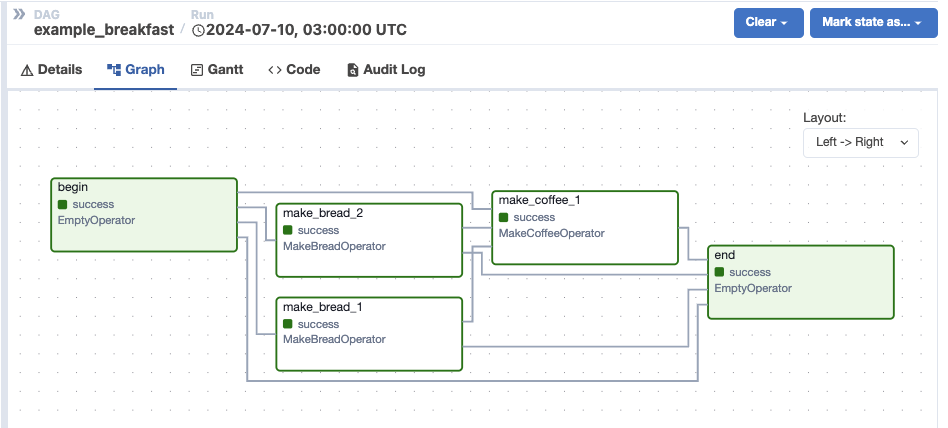 DAG
example_breakfast
/
Run
2024-07-10, 03:00:00 UTC
Clear
Mark state as...
Details
Graph
Gantt
Code
Audit Log
Layout:
Left -> Right
begin
success
EmptyOperator
make_bread_2
success
MakeBreadOperator
make_bread_1
success
MakeBreadOperator
make_coffee_1
success
MakeCoffeeOperator
end
success
EmptyOperator